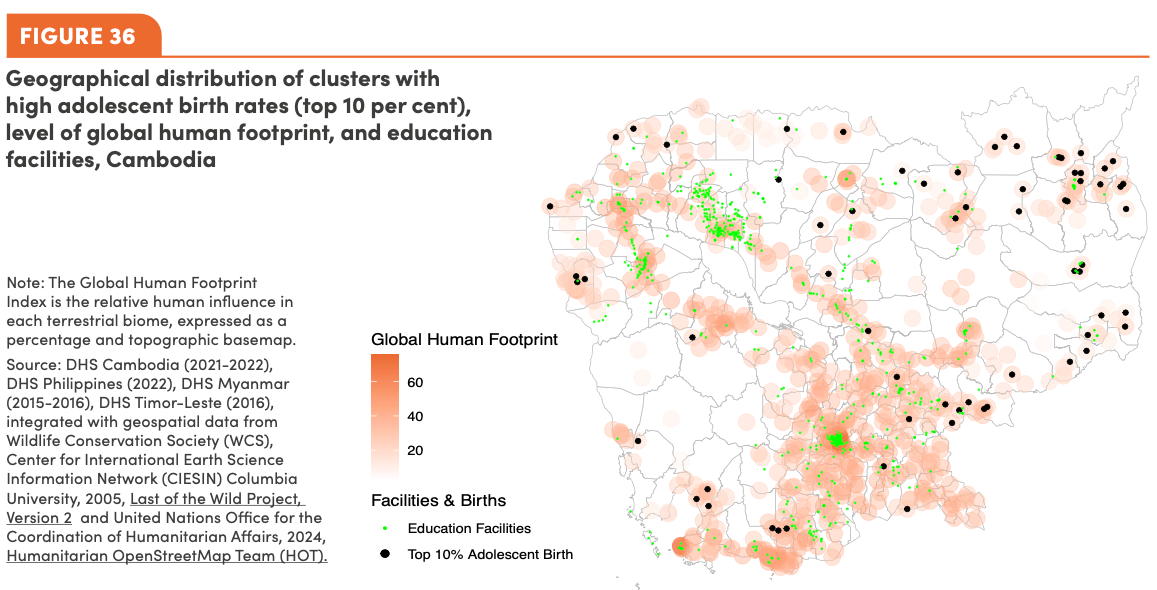 FIGURE 36
Geographical distribution of clusters with
high adolescent birth rates (top 10 per cent),
level of global human footprint, and education
facilities, Cambodia
Note: The Global Human Footprint
Index is the relative human influence in
each terrestrial biome, expressed as a
percentage and topographic basemap.
Source: DHS Cambodia (2021-2022),
DHS Philippines (2022), DHS Myanmar
(2015-2016), DHS Timor-Leste (2016),
integrated with geospatial data from
Wildlife Conservation Society (WCS),
Center for International Earth Science
Information Network (CIESIN) Columbia
University, 2005, Last of the Wild Project,
Version 2 and United Nations Office for the
Coordination of Humanitarian Affairs, 2024,
Humanitarian OpenStreetMap Team (HOT).
Global Human Footprint
60
40
20
Facilities & Births
Education Facilities
Top 10% Adolescent Birth